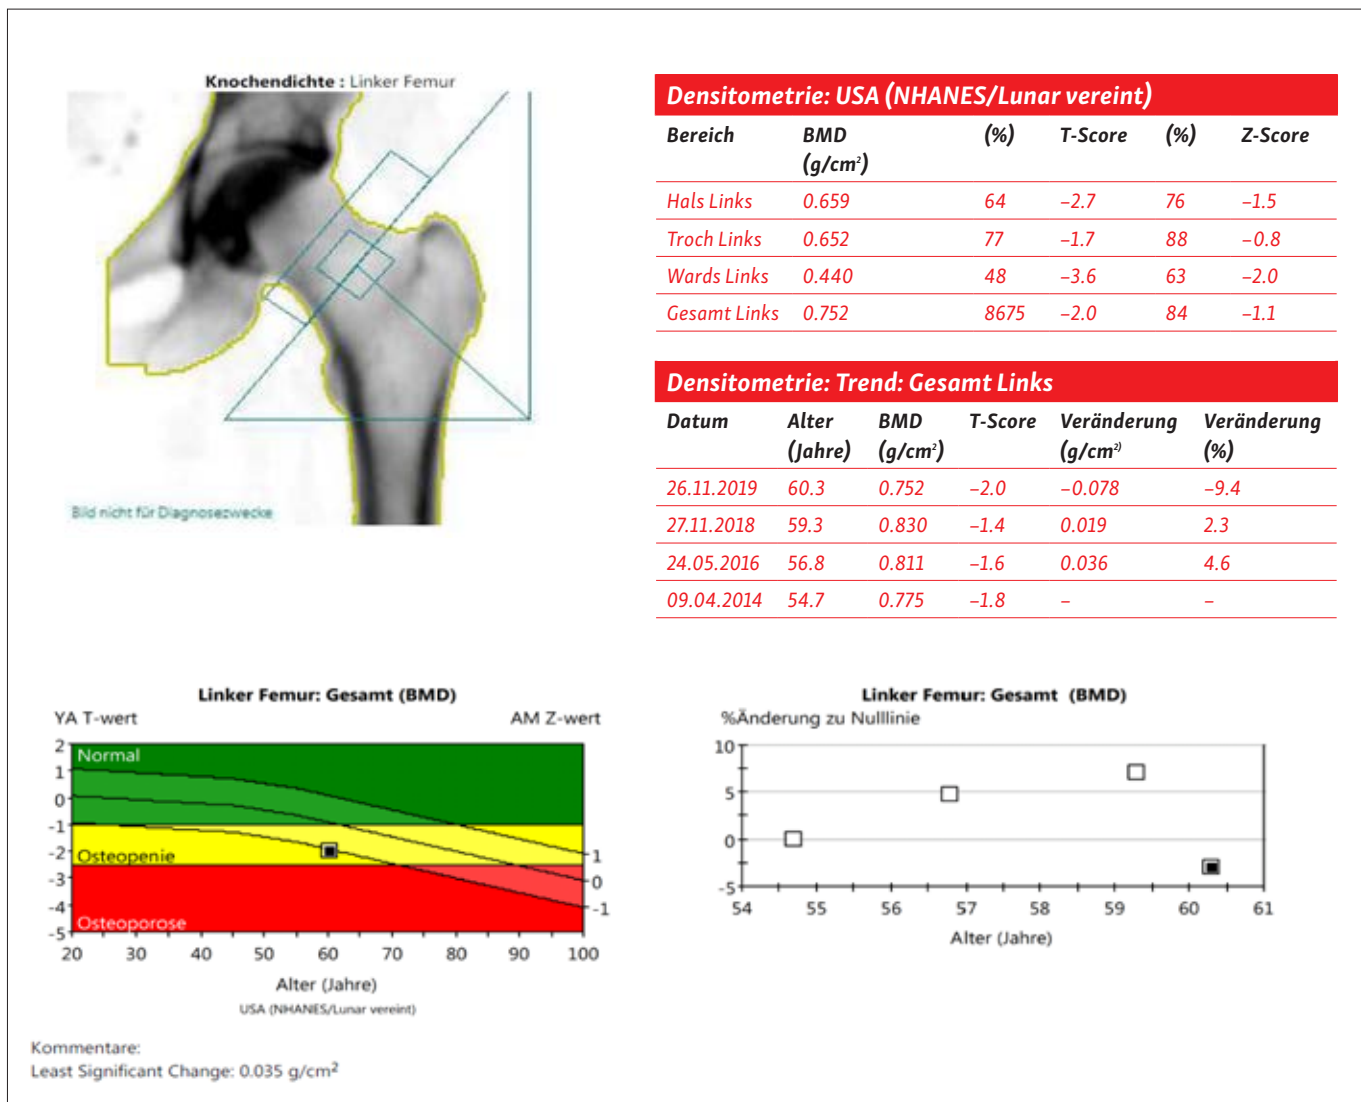 Knochendichte : Linker Femur
Bild nicht für Diagnosezwecke
Densitometrie: USA (NHANES/Lunar vereint)
Bereich BMD (%) T-Score (%) Z-Score
(g/cm²)
Hals Links 0.659 64 –2.7 76 –1.5
Troch Links 0.652 77 –1.7 88 –0.8
Wards Links 0.440 48 –3.6 63 –2.0
Gesamt Links 0.752 8675 –2.0 84 –1.1
Densitometrie: Trend: Gesamt Links
Datum Alter BMD T-Score Veränderung Veränderung
(Jahre) (g/cm²) (g/cm²⁾ (%)
26.11.2019 60.3 0.752 –2.0 –0.078 –9.4
27.11.2018 59.3 0.830 –1.4 0.019 2.3
24.05.2016 56.8 0.811 –1.6 0.036 4.6
09.04.2014 54.7 0.775 –1.8 – –
Linker Femur: Gesamt (BMD)
YA T-wert AM Z-wert
2
Normal
1
0
-1
Osteopenie
-2
1
-3
0
-4
-1
Osteoporose
-5
20 30 40 50 60 70 80 90 100
Alter (Jahre)
USA (NHANES/Lunar vereint)
Linker Femur: Gesamt (BMD)
%Änderung zu Nulllinie
10
5
0
-5
54 55 56 57 58 59 60 61
Alter (Jahre)
Kommentare:
Least Significant Change: 0.035 g/cm²